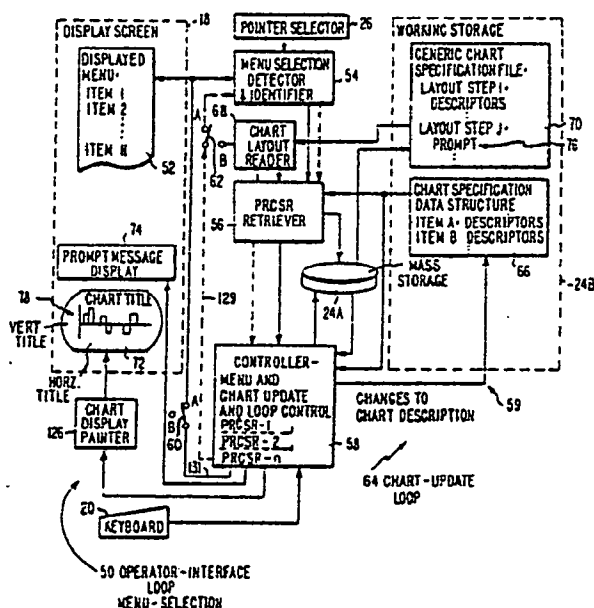 DISPLAY SCREEN
18
DISPLAYED
MENU·
ITEM 1
ITEM 2
ITEM N
52
POINTER SELECTOR
26
MENU SELECTION
DETECTOR
& IDENTIFIER
54
A
B
62
68
CHART
LAYOUT
READER
PRCSR
RETRIEVER
56
WORKING STORAGE
GENERIC CHART
SPECIFICATION FILE·
LAYOUT STEP i·
DESCRIPTORS
LAYOUT STEP j·
PROMPT
70
76
CHART SPECIFICATION
DATA STRUCTURE
ITEM A· DESCRIPTORS
ITEM B DESCRIPTORS
66
24B
MASS
STORAGE
24A
74
PROMPT MESSAGE
DISPLAY
78
CHART TITLE
VERT
TITLE
HORZ.
TITLE
72
129
CONTROLLER-
MENU AND
CHART UPDATE
AND LOOP CONTROL
PRCSR-1
PRCSR-2
PRCSR-n
58
CHANGES TO
CHART DESCRIPTION
59
A
B
60
131
CHART
DISPLAY
PAINTER
126
64 CHART-UPDATE
LOOP
20
KEYBOARD
50 OPERATOR-INTERFACE
LOOP
MENU-SELECTION